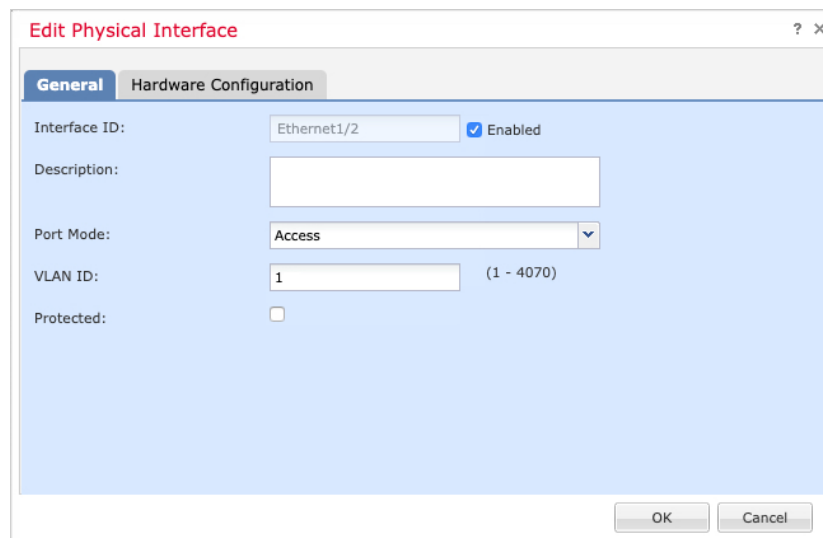 Edit Physical Interface ? ×
General Hardware Configuration
Interface ID: Ethernet1/2 Enabled
Description:
Port Mode: Access
VLAN ID: 1 (1 - 4070)
Protected:
OK Cancel